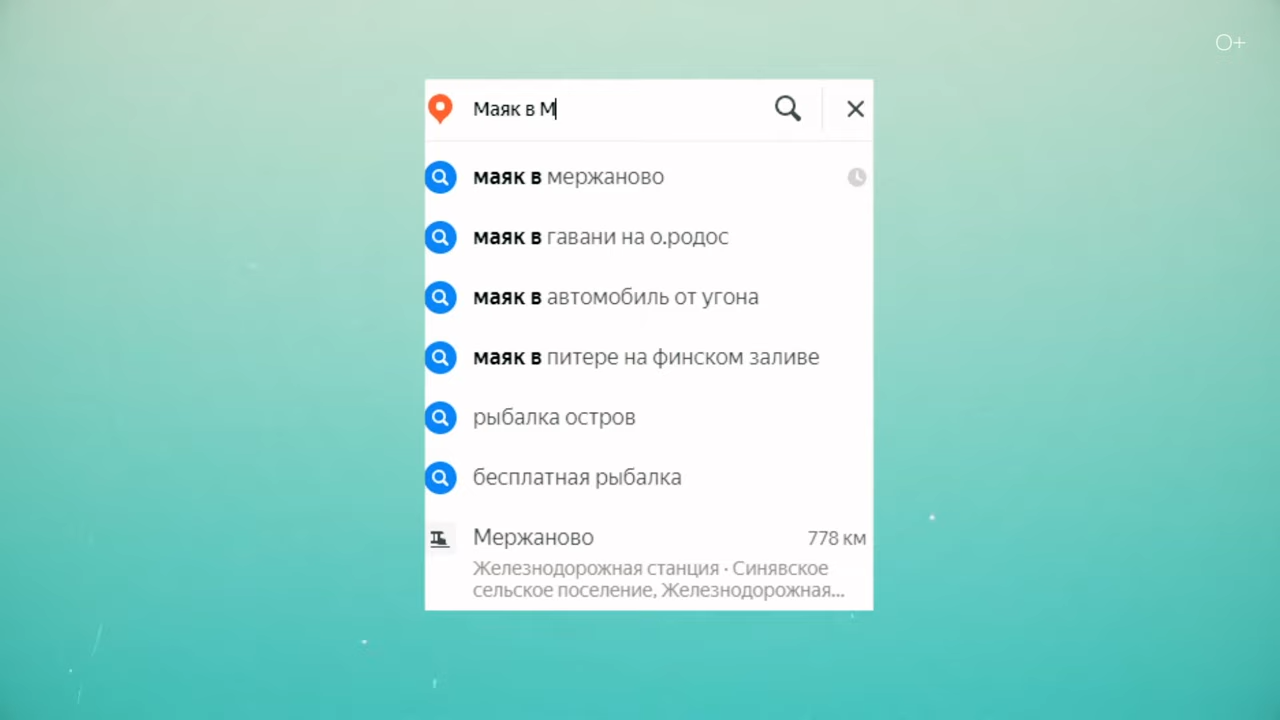 0+
Маяк в М
маяк в мержаново
маяк в гавани на о.родос
маяк в автомобиль от угона
маяк в питере на финском заливе
рыбалка остров
бесплатная рыбалка
Мержаново 778 км
Железнодорожная станция · Синявское
сельское поселение, Железнодорожная...